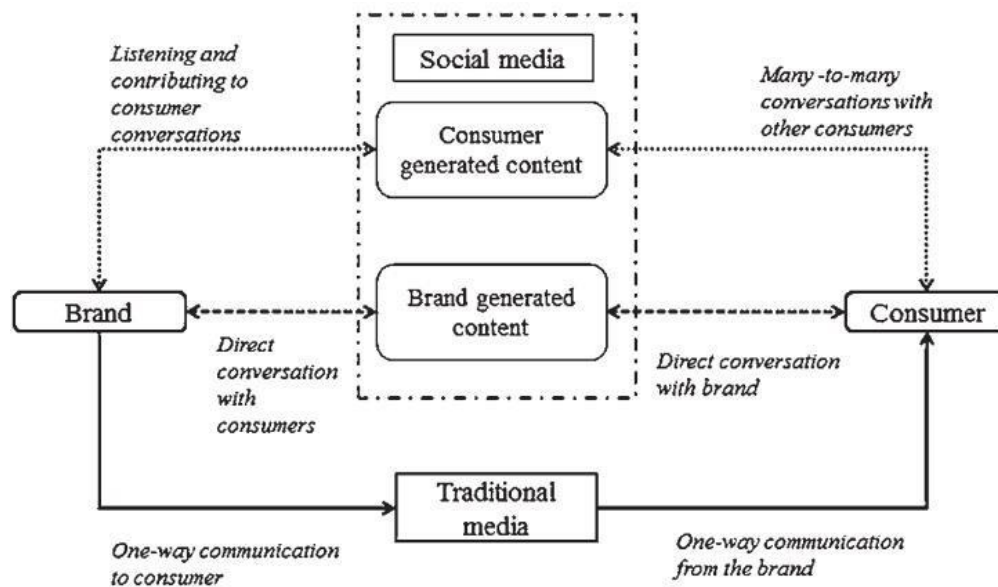 Listening and
contributing to
consumer
conversations
Social media
Many -to-many
conversations with
other consumers
Consumer
generated content
Brand
Brand generated
content
Consumer
Direct
conversation
with
consumers
Direct conversation
with brand
Traditional
media
One-way communication
to consumer
One-way communication
from the brand